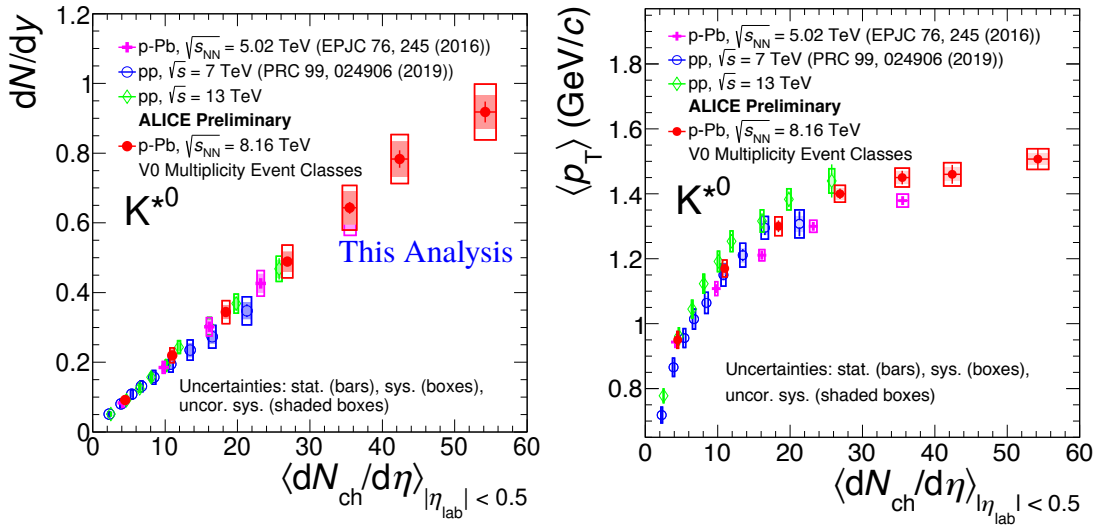 dN/dy
1.2
1
0.8
0.6
0.4
0.2
0
p-Pb, √sNN = 5.02 TeV (EPJC 76, 245 (2016))
pp, √s = 7 TeV (PRC 99, 024906 (2019))
pp, √s = 13 TeV
ALICE Preliminary
p-Pb, √sNN = 8.16 TeV
V0 Multiplicity Event Classes
K*0
This Analysis
Uncertainties: stat. (bars), sys. (boxes),
uncor. sys. (shaded boxes)
0 10 20 30 40 50 60
⟨dNch/dη⟩|ηlab| < 0.5
⟨pT⟩ (GeV/c)
1.8
1.6
1.4
1.2
1
0.8
p-Pb, √sNN = 5.02 TeV (EPJC 76, 245 (2016))
pp, √s = 7 TeV (PRC 99, 024906 (2019))
pp, √s = 13 TeV
ALICE Preliminary
p-Pb, √sNN = 8.16 TeV
V0 Multiplicity Event Classes
K*0
Uncertainties: stat. (bars), sys. (boxes),
uncor. sys. (shaded boxes)
0 10 20 30 40 50 60
⟨dNch/dη⟩|ηlab| < 0.5